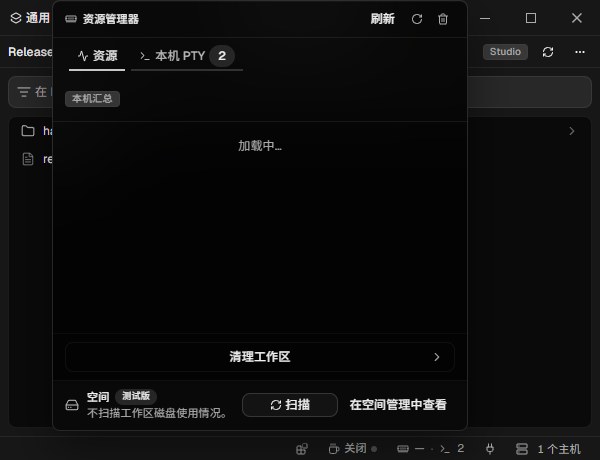 通用
资源管理器
刷新
Release
Studio
资源
本机 PTY 2
在
本机汇总
ha
re
加载中...
清理工作区
空间 测试版
不扫描工作区磁盘使用情况。
扫描
在空间管理中查看
关闭
2
1 个主机